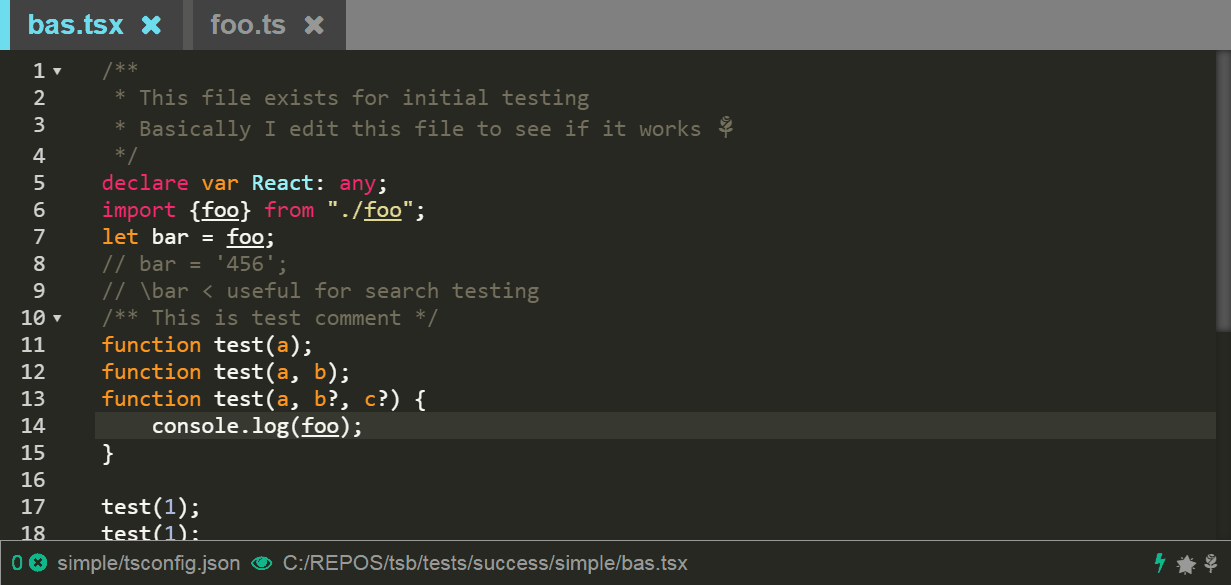 bas.tsx ✖ foo.ts ✖
1 /**
2  * This file exists for initial testing
3  * Basically I edit this file to see if it works 🌹
4  */
5 declare var React: any;
6 import {foo} from "./foo";
7 let bar = foo;
8 // bar = '456';
9 // \bar < useful for search testing
10 /** This is test comment */
11 function test(a);
12 function test(a, b);
13 function test(a, b?, c?) {
14     console.log(foo);
15 }
16
17 test(1);
18 test(1);
0 simple/tsconfig.json C:/REPOS/tsb/tests/success/simple/bas.tsx